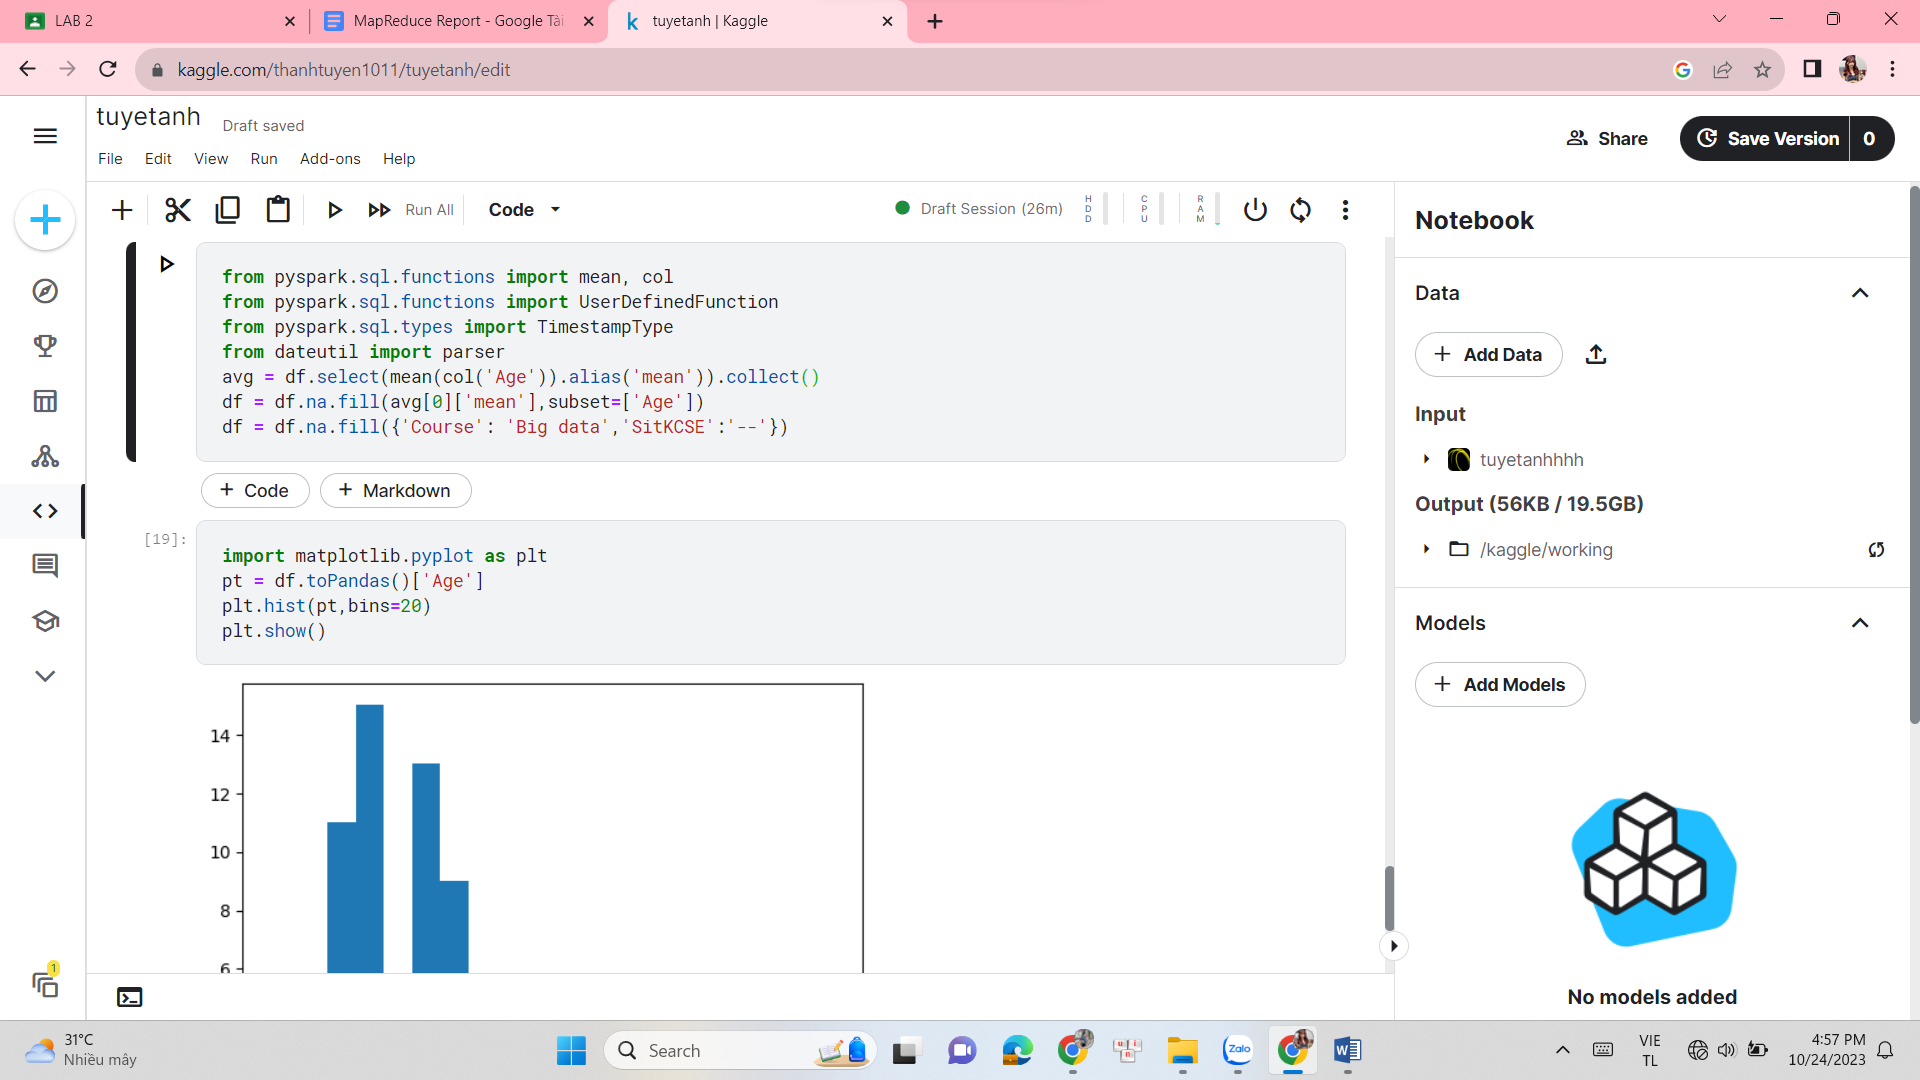 LAB 2
MapReduce Report - Google Tài
tuyetanh | Kaggle
kaggle.com/thanhtuyen1011/tuyetanh/edit
tuyetanh
Draft saved
File Edit View Run Add-ons Help
Share
Save Version 0
Run All
Code
Draft Session (26m)
HDD
CPU
RAM
from pyspark.sql.functions import mean, col
from pyspark.sql.functions import UserDefinedFunction
from pyspark.sql.types import TimestampType
from dateutil import parser
avg = df.select(mean(col('Age')).alias('mean')).collect()
df = df.na.fill(avg[0]['mean'],subset=['Age'])
df = df.na.fill({'Course': 'Big data','SitKCSE':'--'})
+ Code
+ Markdown
[19]:
import matplotlib.pyplot as plt
pt = df.toPandas()['Age']
plt.hist(pt,bins=20)
plt.show()
14
12
10
8
6
Notebook
Data
+ Add Data
Input
tuyetanhhhh
Output (56KB / 19.5GB)
/kaggle/working
Models
+ Add Models
No models added
1
31°C
Nhiều mây
Search
Zalo
VIE
TL
4:57 PM
10/24/2023